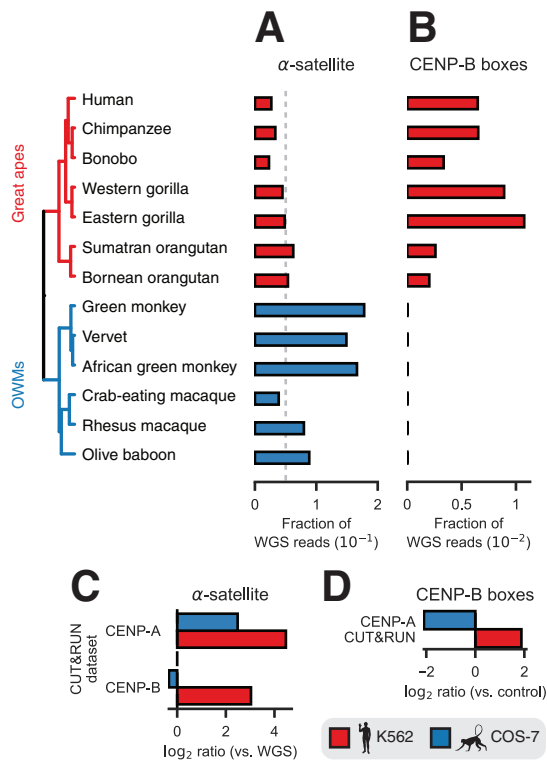 A
B
α-satellite
CENP-B boxes
Great apes
Human
Chimpanzee
Bonobo
Western gorilla
Eastern gorilla
Sumatran orangutan
Bornean orangutan
OWMs
Green monkey
Vervet
African green monkey
Crab-eating macaque
Rhesus macaque
Olive baboon
0 1 2
Fraction of
WGS reads (10⁻¹)
0 0.5 1
Fraction of
WGS reads (10⁻²)
C
α-satellite
CUT&RUN
dataset
CENP-A
CENP-B
0 2 4
log₂ ratio (vs. WGS)
D
CENP-B boxes
CENP-A
CUT&RUN
−2 0 2
log₂ ratio (vs. control)
K562
COS-7